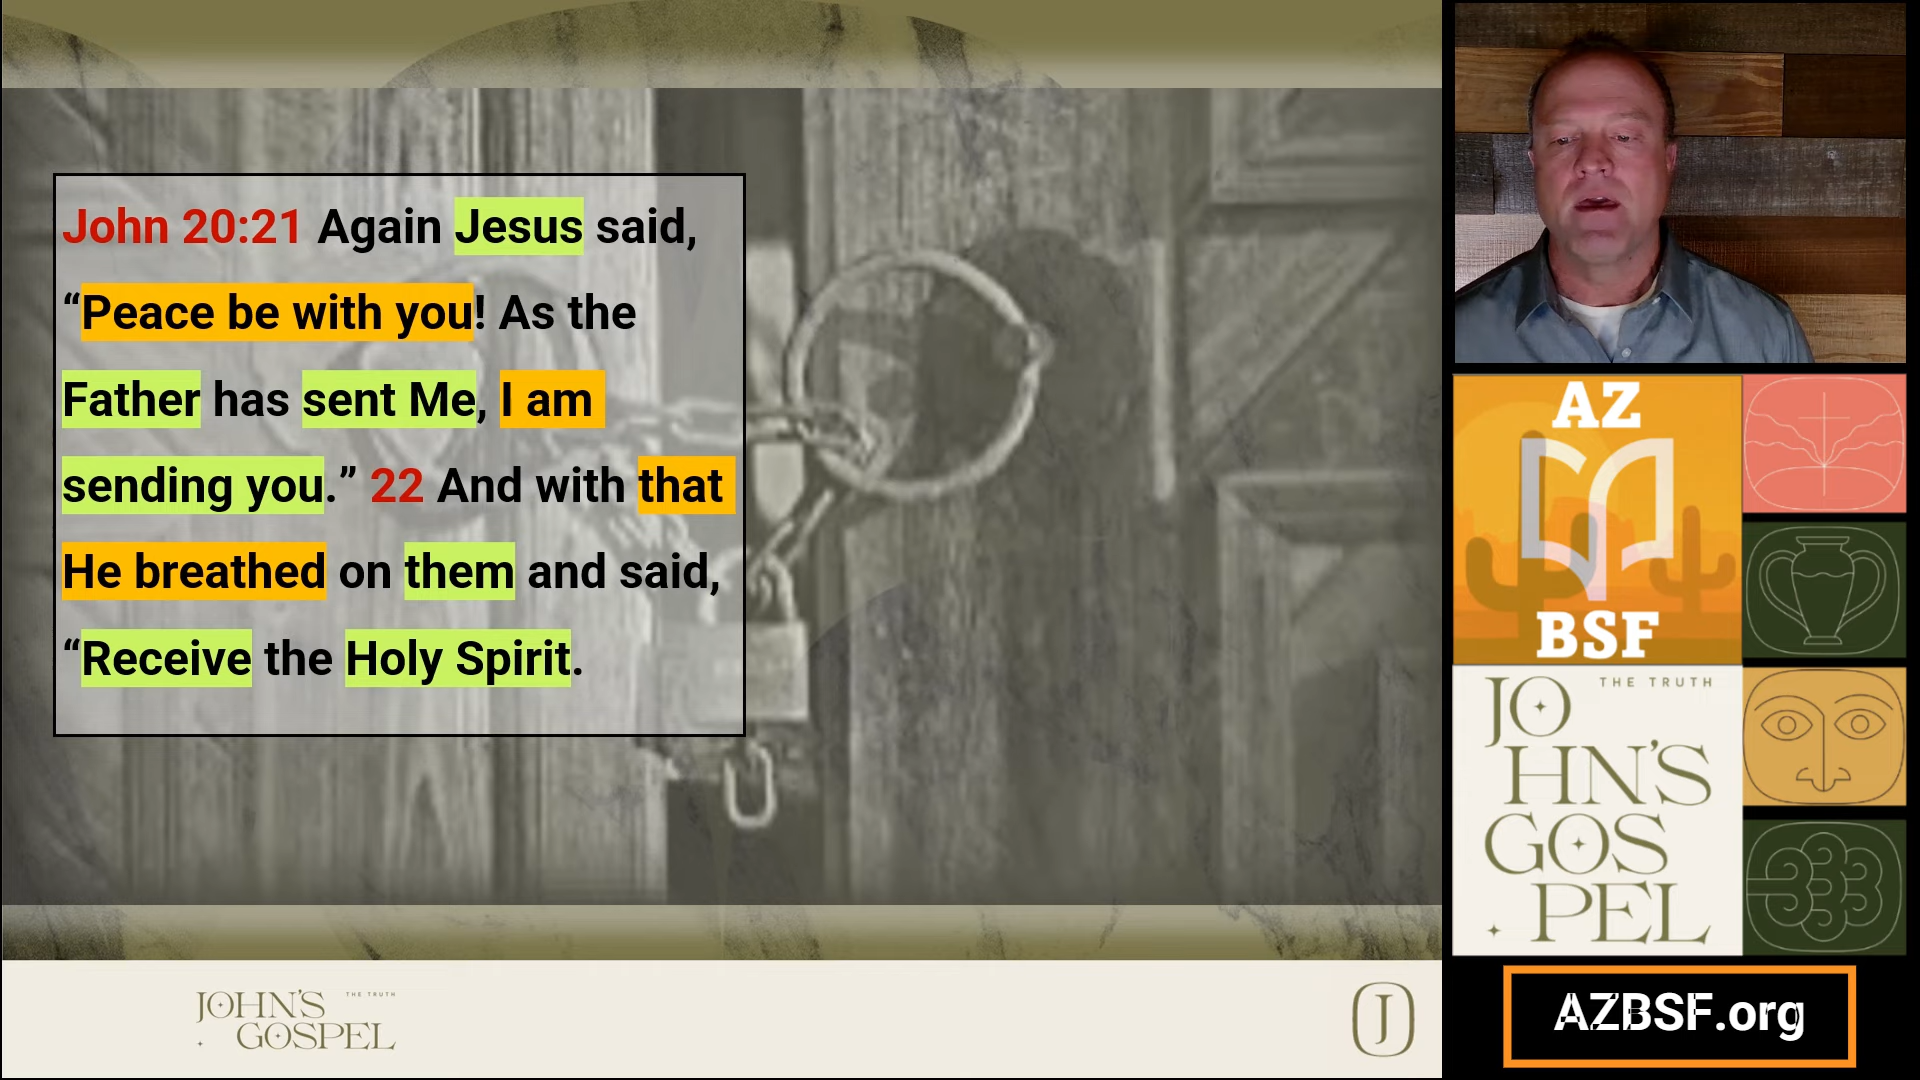 John 20:21 Again Jesus said,
“Peace be with you! As the
Father has sent Me, I am
sending you.” 22 And with that
He breathed on them and said,
“Receive the Holy Spirit.
JOHN'S THE TRUTH
GOSPEL
J
AZ
BSF
THE TRUTH
JO
HN'S
GOS
PEL
AZBSF.org